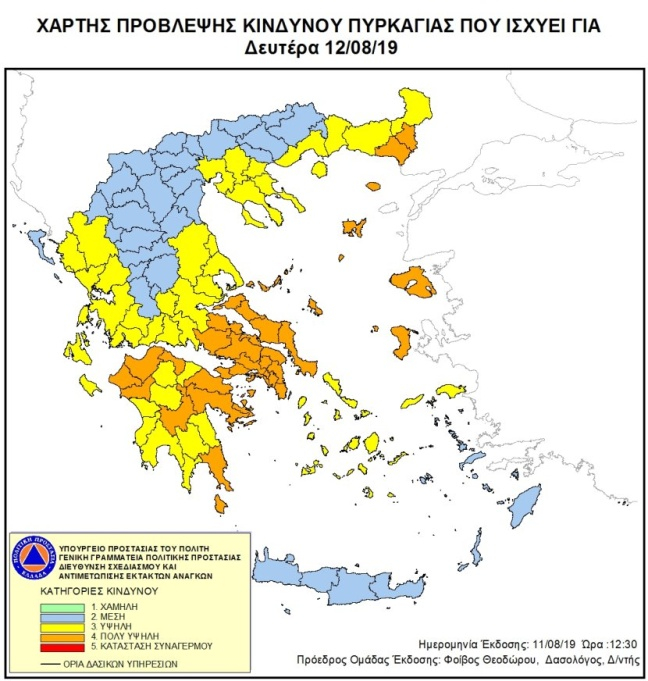 ΧΑΡΤΗΣ ΠΡΟΒΛΕΨΗΣ ΚΙΝΔΥΝΟΥ ΠΥΡΚΑΓΙΑΣ ΠΟΥ ΙΣΧΥΕΙ ΓΙΑ
Δευτέρα 12/08/19
ΠΟΛΙΤΙΚΗ ΠΡΟΣΤΑΣΙΑ
ΕΛΛΑΔΑ
ΥΠΟΥΡΓΕΙΟ ΠΡΟΣΤΑΣΙΑΣ ΤΟΥ ΠΟΛΙΤΗ
ΓΕΝΙΚΗ ΓΡΑΜΜΑΤΕΙΑ ΠΟΛΙΤΙΚΗΣ ΠΡΟΣΤΑΣΙΑΣ
ΔΙΕΥΘΥΝΣΗ ΣΧΕΔΙΑΣΜΟΥ ΚΑΙ
ΑΝΤΙΜΕΤΩΠΙΣΗΣ ΕΚΤΑΚΤΩΝ ΑΝΑΓΚΩΝ
ΚΑΤΗΓΟΡΙΕΣ ΚΙΝΔΥΝΟΥ
1. ΧΑΜΗΛΗ
2. ΜΕΣΗ
3. ΥΨΗΛΗ
4. ΠΟΛΥ ΥΨΗΛΗ
5. ΚΑΤΑΣΤΑΣΗ ΣΥΝΑΓΕΡΜΟΥ
ΟΡΙΑ ΔΑΣΙΚΩΝ ΥΠΗΡΕΣΙΩΝ
Ημερομηνία Έκδοσης: 11/08/19 Ώρα :12:30
Πρόεδρος Ομάδας Έκδοσης: Φοίβος Θεοδώρου, Δασολόγος, Δ/ντής